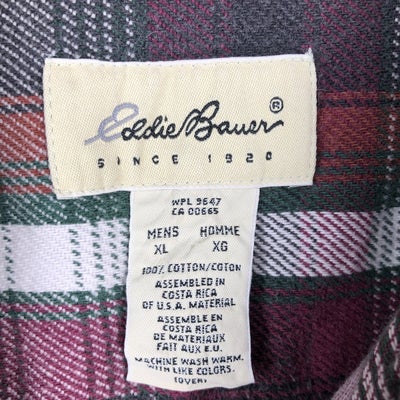 Eddie Bauer®
SINCE 1920
WPL 9647
CA 00665
MENS HOMME
XL XG
100% COTTON/COTON
ASSEMBLED IN
COSTA RICA
OF U.S.A. MATERIAL
ASSEMBLE EN
COSTA RICA
DE MATERIAUX
FAIT AUX E.U.
MACHINE WASH WARM.
WITH LIKE COLORS.
(OVER)